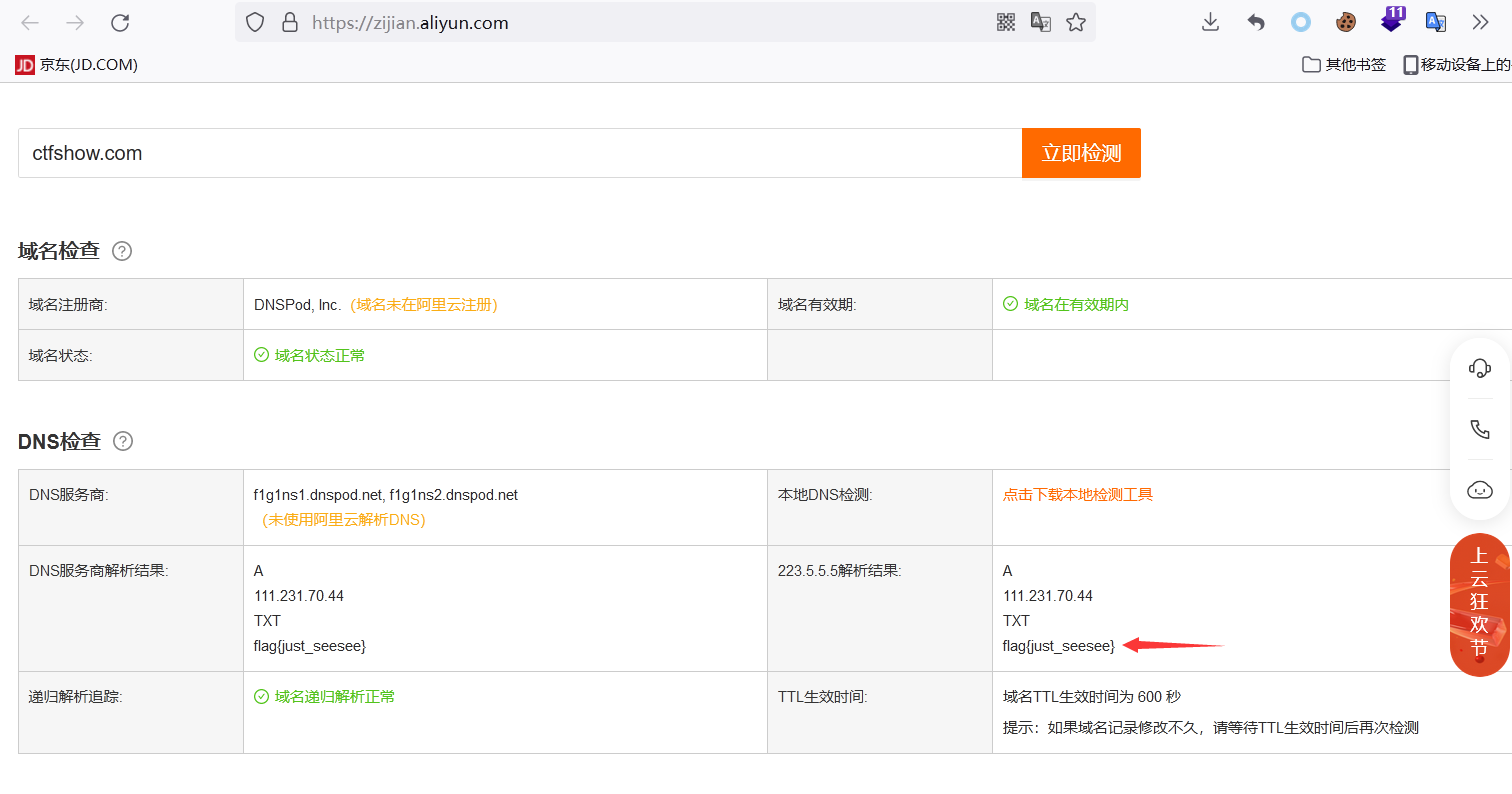 https://zijian.aliyun.com
11
JD 京东(JD.COM)
其他书签
移动设备上的
ctfshow.com
立即检测
域名检查
域名注册商:
DNSPod, Inc. (域名未在阿里云注册)
域名有效期:
域名在有效期内
域名状态:
域名状态正常
DNS检查
DNS服务商:
f1g1ns1.dnspod.net, f1g1ns2.dnspod.net
(未使用阿里云解析DNS)
本地DNS检测:
点击下载本地检测工具
DNS服务商解析结果:
A
111.231.70.44
TXT
flag{just_seesee}
223.5.5.5解析结果:
A
111.231.70.44
TXT
flag{just_seesee}
递归解析追踪:
域名递归解析正常
TTL生效时间:
域名TTL生效时间为 600 秒
提示：如果域名记录修改不久，请等待TTL生效时间后再次检测
上云狂欢节